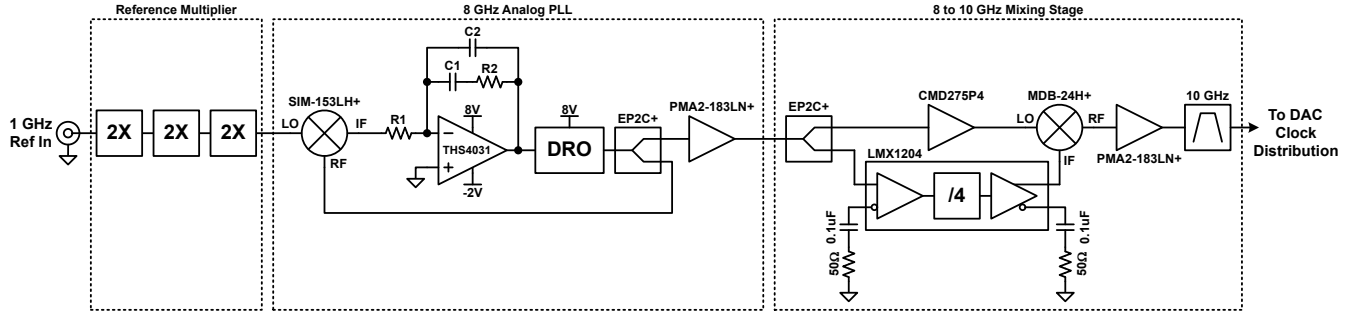 Reference Multiplier
8 GHz Analog PLL
8 to 10 GHz Mixing Stage
1 GHz
Ref In
2X
2X
2X
SIM-153LH+
LO
IF
RF
R1
C2
C1
R2
8V
THS4031
-2V
8V
DRO
EP2C+
PMA2-183LN+
EP2C+
CMD275P4
MDB-24H+
LO
RF
IF
PMA2-183LN+
10 GHz
To DAC
Clock
Distribution
LMX1204
/4
0.1uF
50Ω
0.1uF
50Ω